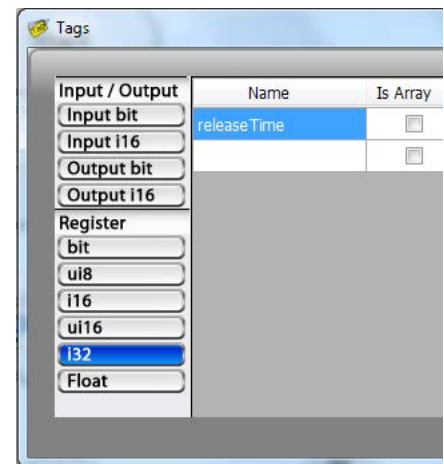 Tags
Input / Output
Name
Is Array
Input bit
releaseTime
Input i16
Output bit
Output i16
Register
bit
ui8
i16
ui16
i32
Float